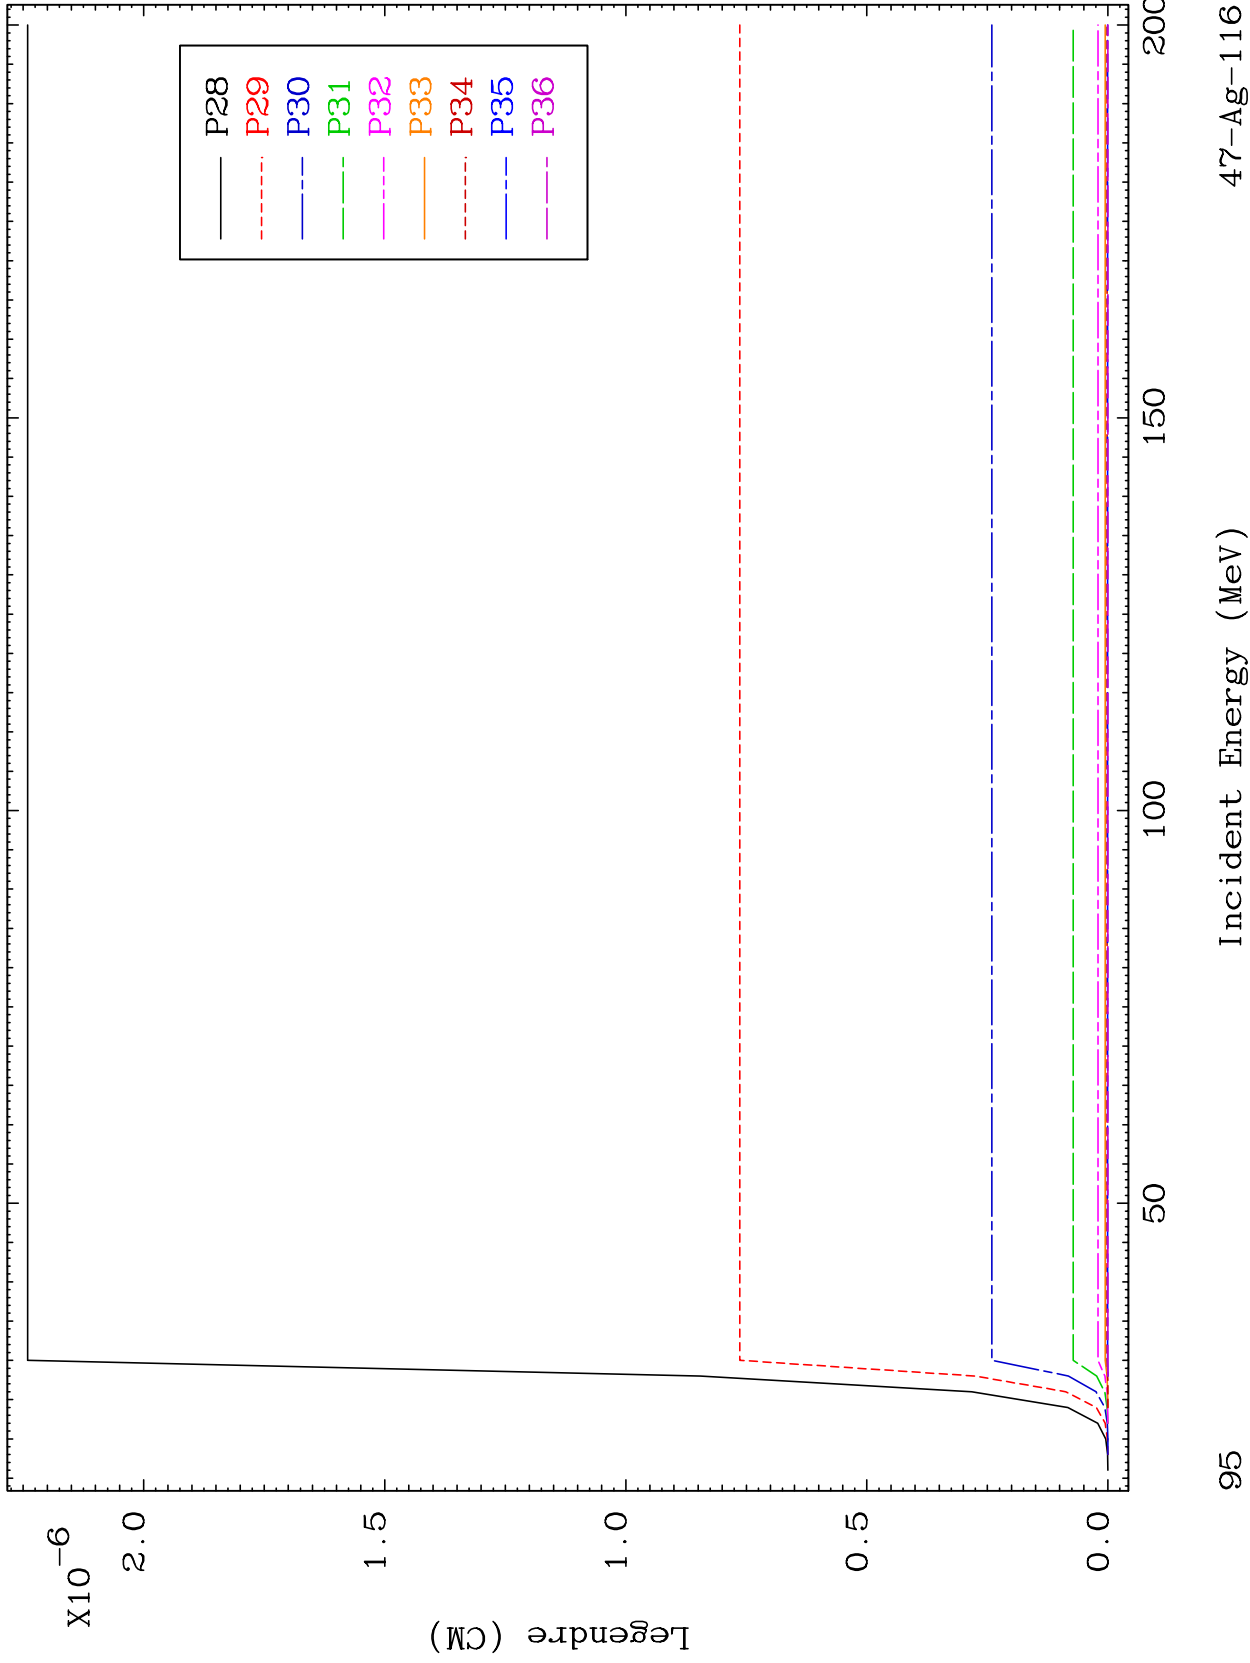 X10-6
2.0
1.5
1.0
0.5
0.0
Legendre (CM)
P28
P29
P30
P31
P32
P33
P34
P35
P36
50
100
150
200
95
Incident Energy (MeV)
47-Ag-116